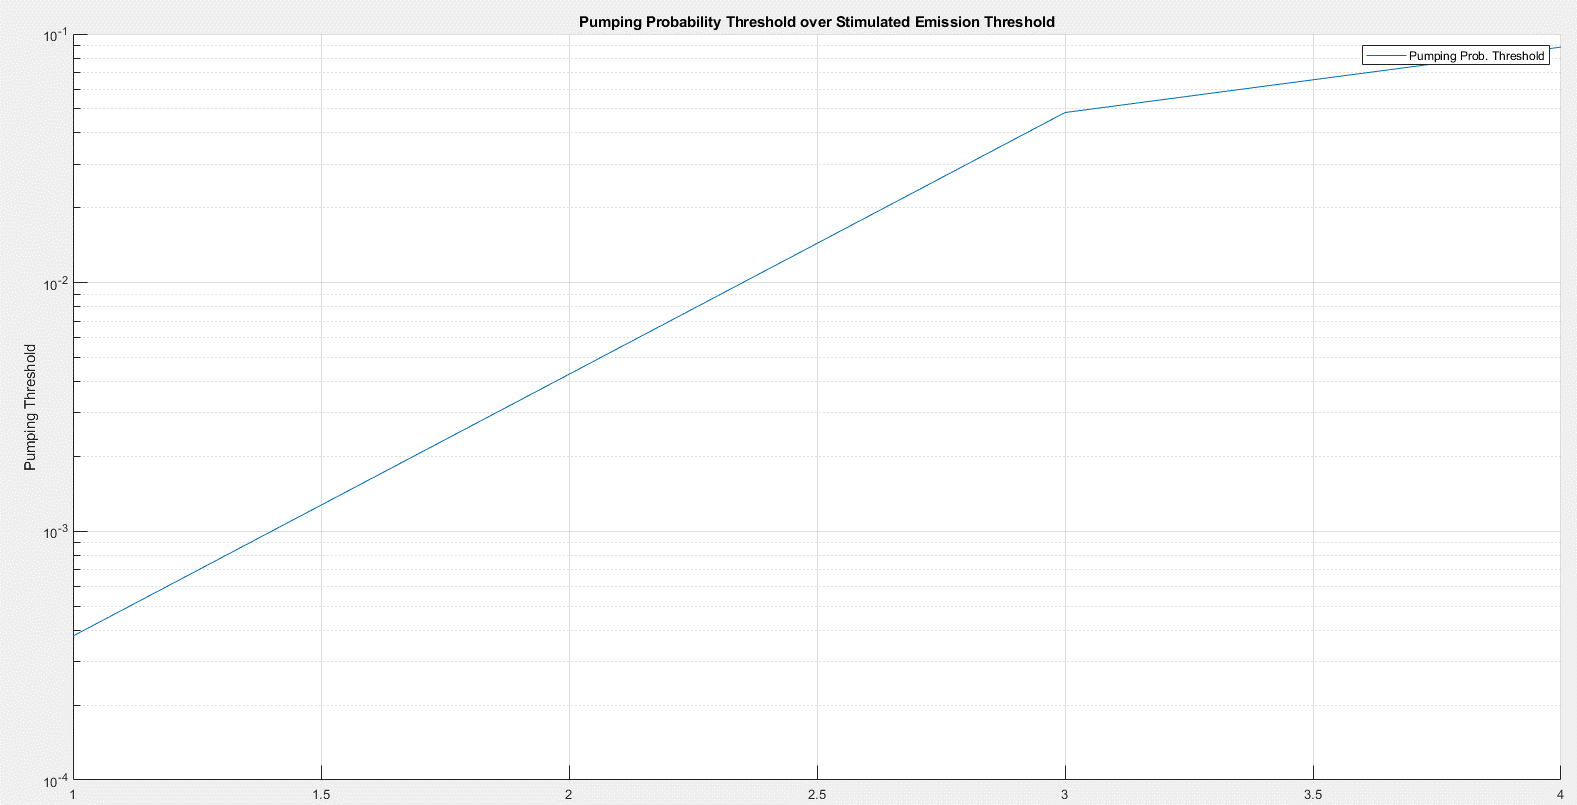 Pumping Probability Threshold over Stimulated Emission Threshold
10-1
Pumping Prob. Threshold
10-2
Pumping Threshold
10-3
10-4
1 1.5 2 2.5 3 3.5 4